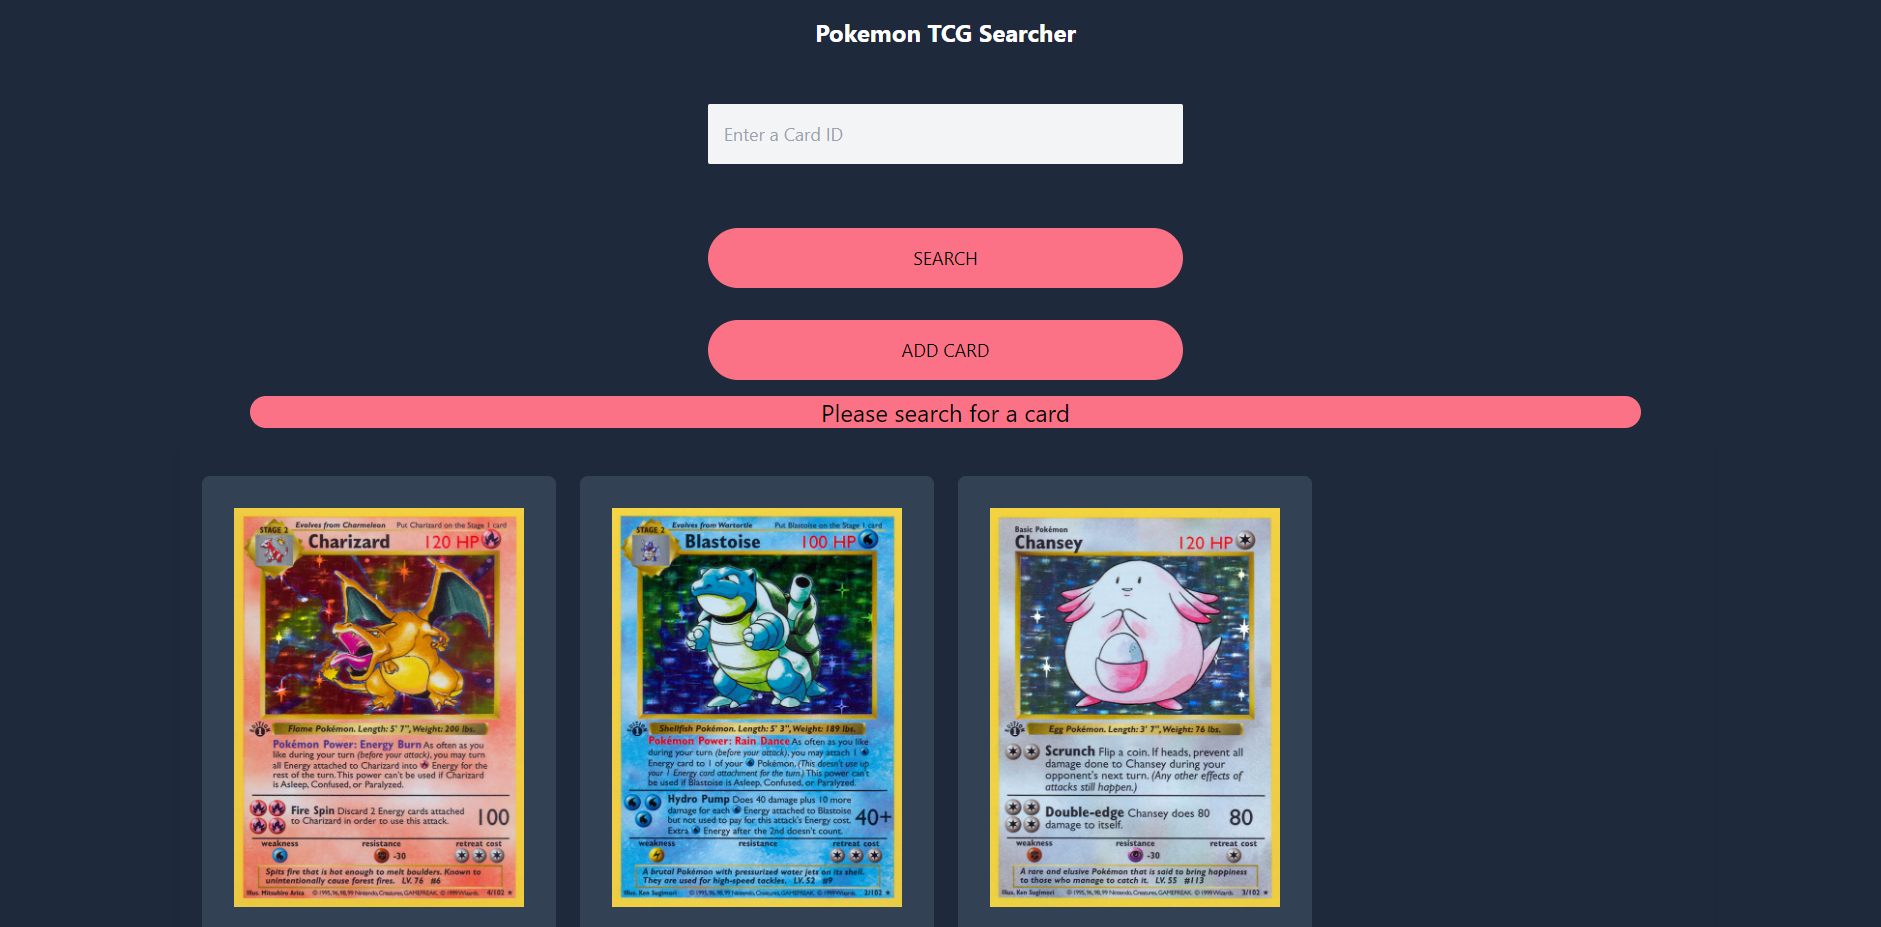 Pokemon TCG Searcher
Enter a Card ID
SEARCH
ADD CARD
Please search for a card
STAGE 2
Evolves from Charmeleon
Put Charizard on the Stage 1 card
Charizard
120 HP
Flame Pokémon. Length: 5' 7", Weight: 200 lbs.
Pokémon Power: Energy Burn As often as you
like during your turn (before your attack), you may turn
all Energy attached to Charizard into Energy for the
rest of the turn. This power can't be used if Charizard
is Asleep, Confused, or Paralyzed.
Fire Spin Discard 2 Energy cards attached
to Charizard in order to use this attack.
100
weakness
resistance
retreat cost
-30
Spits fire that is hot enough to melt boulders. Known to
unintentionally cause forest fires. LV. 76 #6
Illus. Mitsuhiro Arita
© 1995, 96, 98, 99 Nintendo, Creatures, GAMEFREAK. © 1999 Wizards.
4/102
STAGE 2
Evolves from Wartortle
Put Blastoise on the Stage 1 card
Blastoise
100 HP
Shellfish Pokémon. Length: 5' 3", Weight: 189 lbs.
Pokémon Power: Rain Dance As often as you like
during your turn (before your attack), you may attach 1
Energy card to 1 of your Pokémon. (This doesn't use up
your 1 Energy card attachment for the turn.) This power can't
be used if Blastoise is Asleep, Confused, or Paralyzed.
Hydro Pump Does 40 damage plus 10 more
damage for each Energy attached to Blastoise
but not used to pay for this attack's Energy cost.
Extra Energy after the 2nd doesn't count.
40+
weakness
resistance
retreat cost
A brutal Pokémon with pressurized water jets on its shell.
They are used for high-speed tackles. LV. 52 #9
Illus. Ken Sugimori
© 1995, 96, 98, 99 Nintendo, Creatures, GAMEFREAK. © 1999 Wizards.
2/102
Basic Pokémon
Chansey
120 HP
Egg Pokémon. Length: 3' 7", Weight: 76 lbs.
Scrunch Flip a coin. If heads, prevent all
damage done to Chansey during your
opponent's next turn. (Any other effects of
attacks still happen.)
Double-edge Chansey does 80
damage to itself.
80
weakness
resistance
retreat cost
-30
A rare and elusive Pokémon that is said to bring happiness
to those who manage to catch it. LV. 55 #113
Illus. Ken Sugimori
© 1995, 96, 98, 99 Nintendo, Creatures, GAMEFREAK. © 1999 Wizards.
3/102